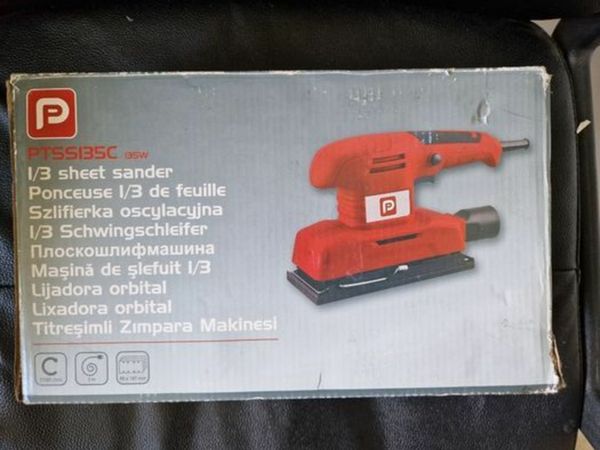 P
PTSS135C 135W
1/3 sheet sander
Ponceuse 1/3 de feuille
Szlifierka oscylacyjna
1/3 Schwingschleifer
Плоскошлифмашина
Maşină de şlefuit 1/3
Lijadora orbital
Lixadora orbital
Titreşimli Zımpara Makinesi
P
C